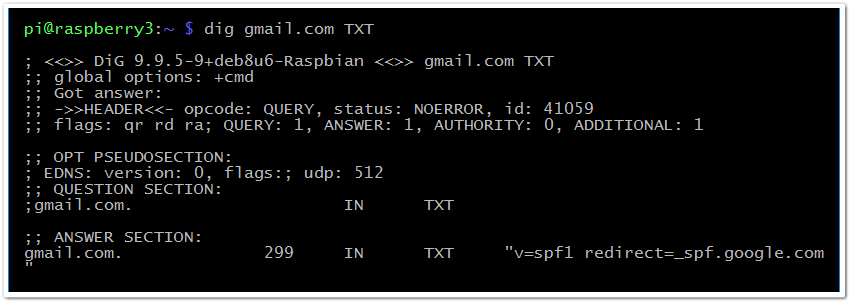 pi@raspberry3:~ $ dig gmail.com TXT
; <<>> DiG 9.9.5-9+deb8u6-Raspbian <<>> gmail.com TXT
;; global options: +cmd
;; Got answer:
;; ->>HEADER<<- opcode: QUERY, status: NOERROR, id: 41059
;; flags: qr rd ra; QUERY: 1, ANSWER: 1, AUTHORITY: 0, ADDITIONAL: 1
;; OPT PSEUDOSECTION:
; EDNS: version: 0, flags:; udp: 512
;; QUESTION SECTION:
;gmail.com. IN TXT
;; ANSWER SECTION:
gmail.com. 299 IN TXT "v=spf1 redirect=_spf.google.com
"